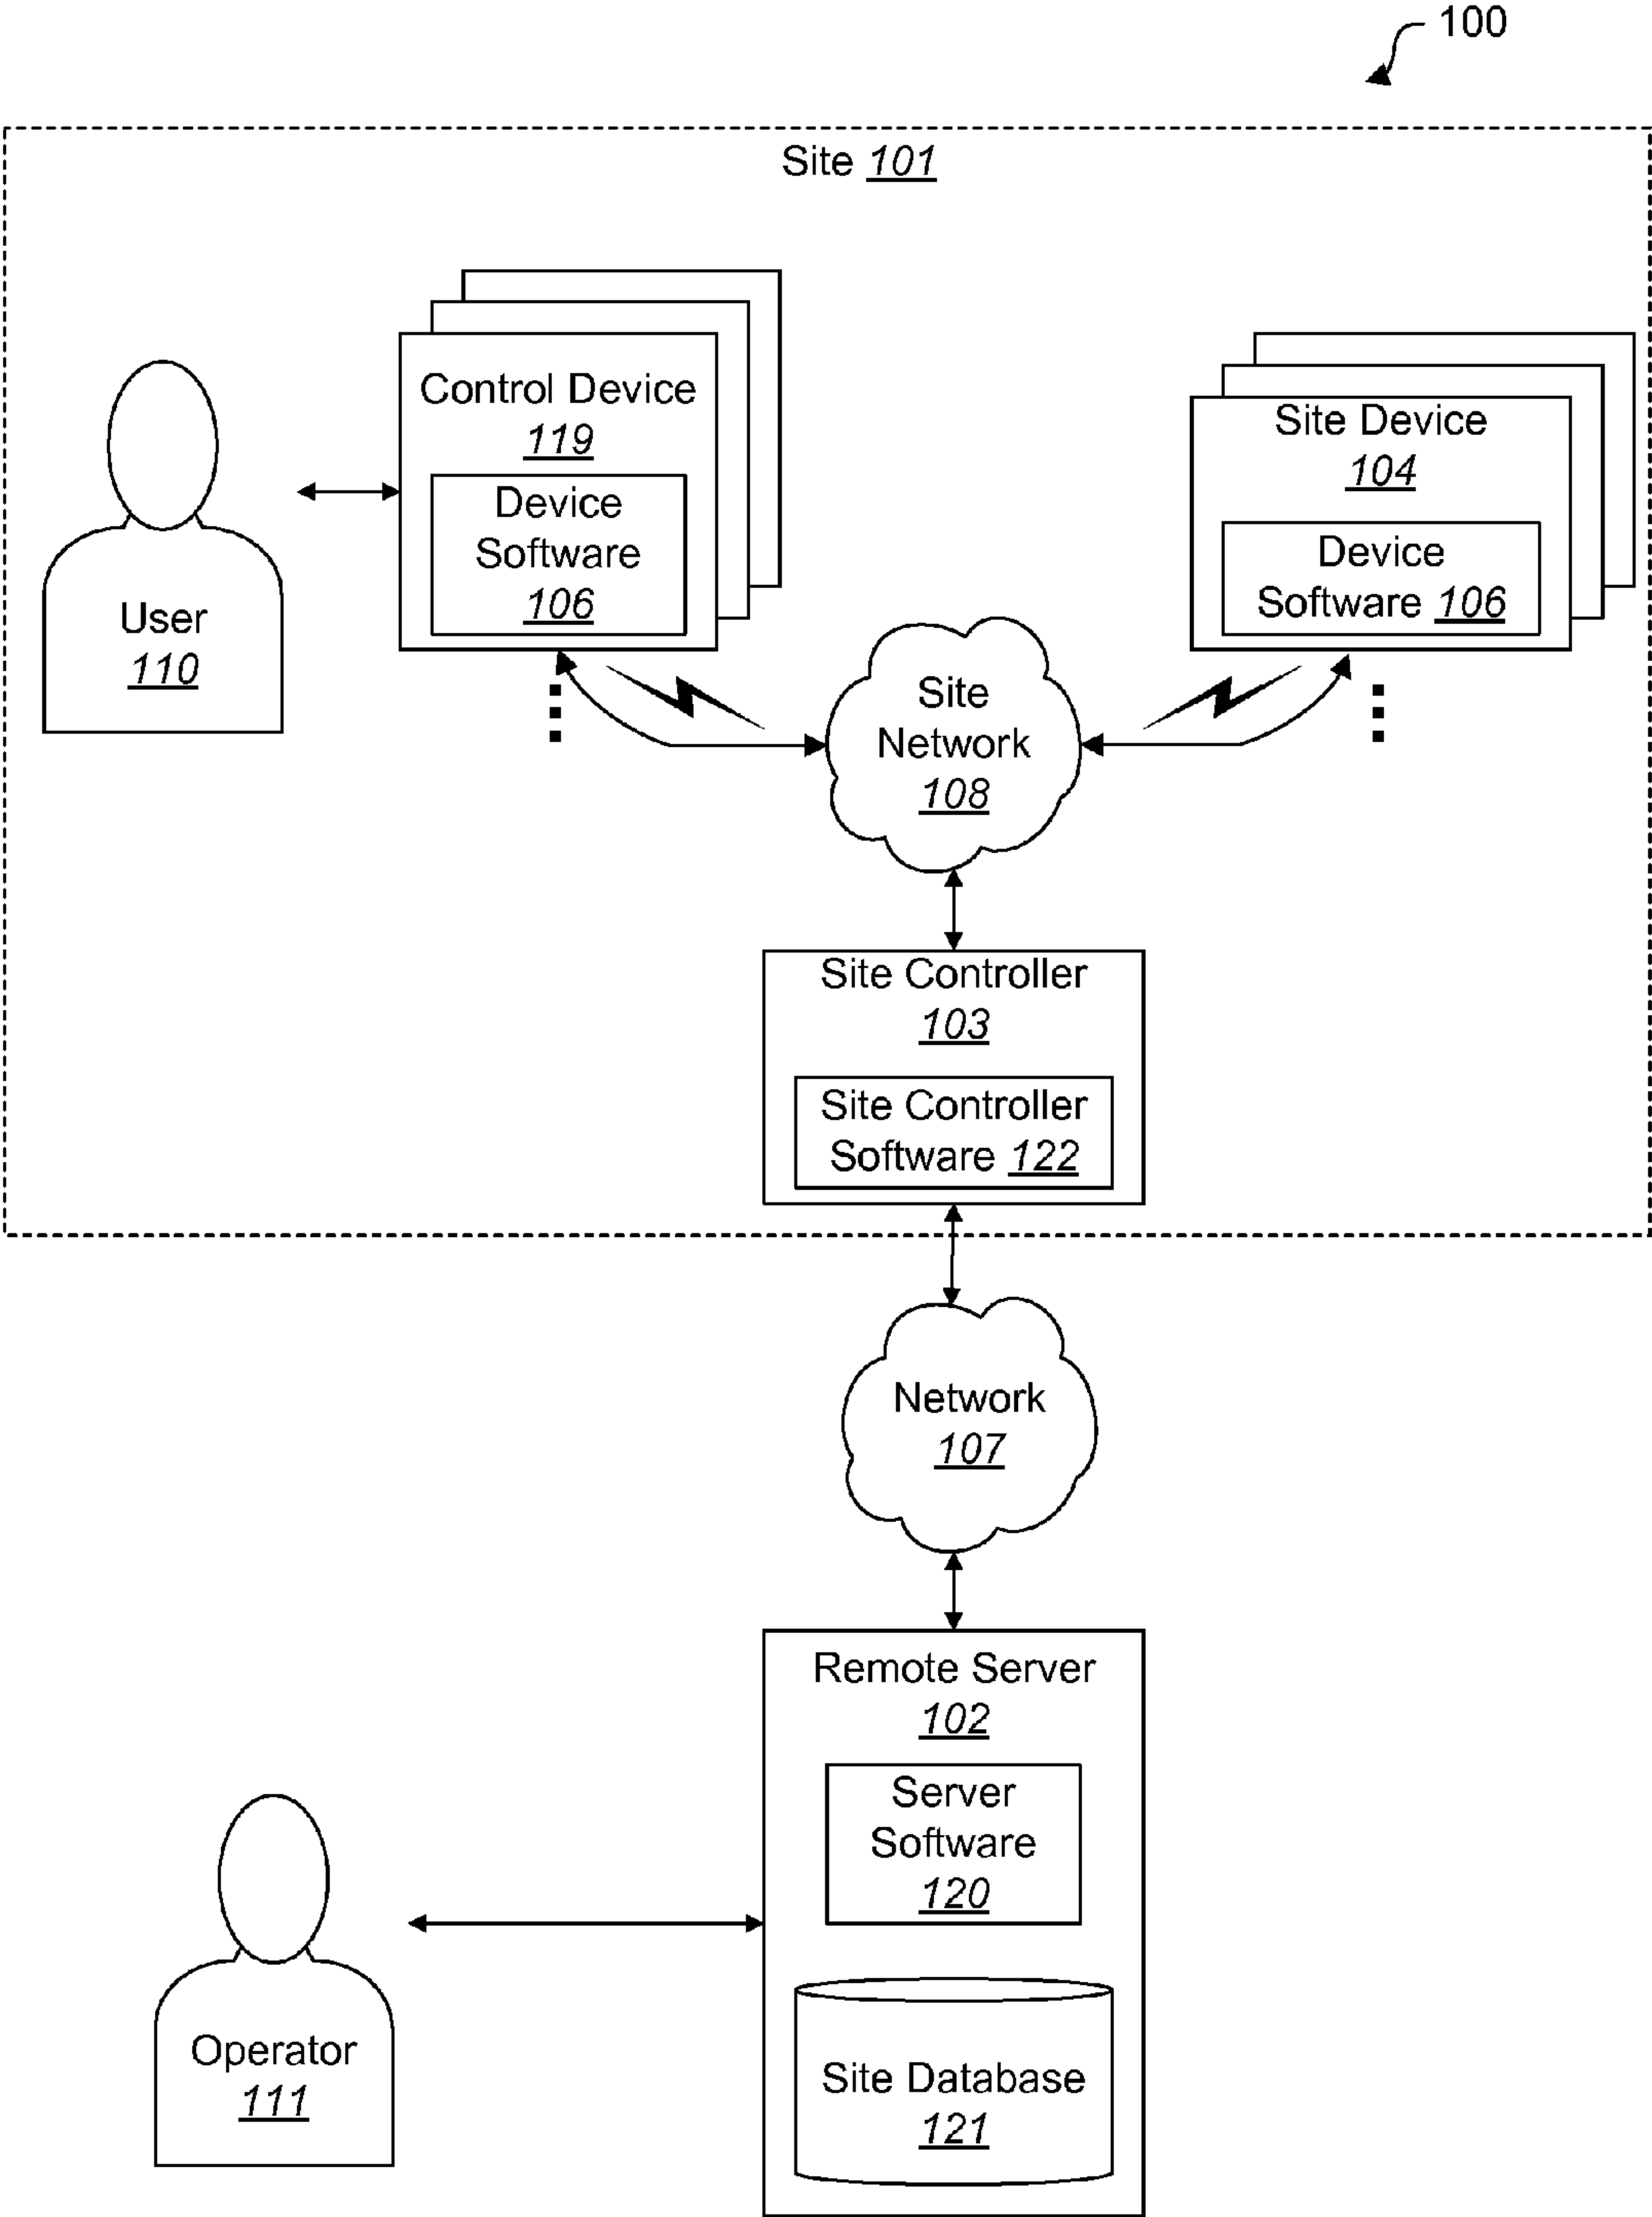 100
Site 101
Control Device
119
Device
Software
106
Site Device
104
Device
Software 106
User
110
Site
Network
108
Site Controller
103
Site Controller
Software 122
Network
107
Remote Server
102
Server
Software
120
Operator
111
Site Database
121